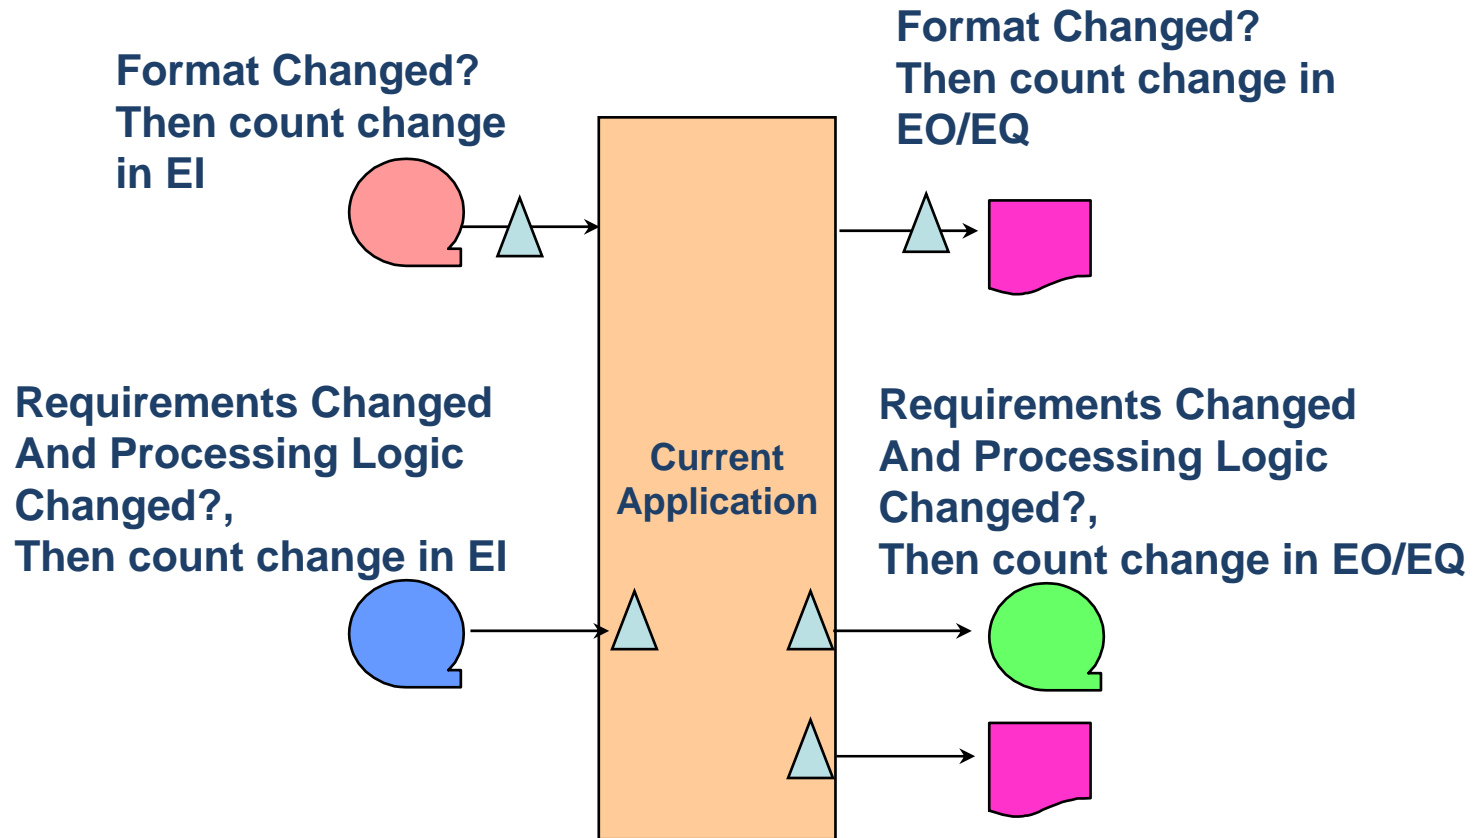 Format Changed?
Then count change
in EI
Format Changed?
Then count change in
EO/EQ
Requirements Changed
And Processing Logic
Changed?,
Then count change in EI
Current
Application
Requirements Changed
And Processing Logic
Changed?,
Then count change in EO/EQ